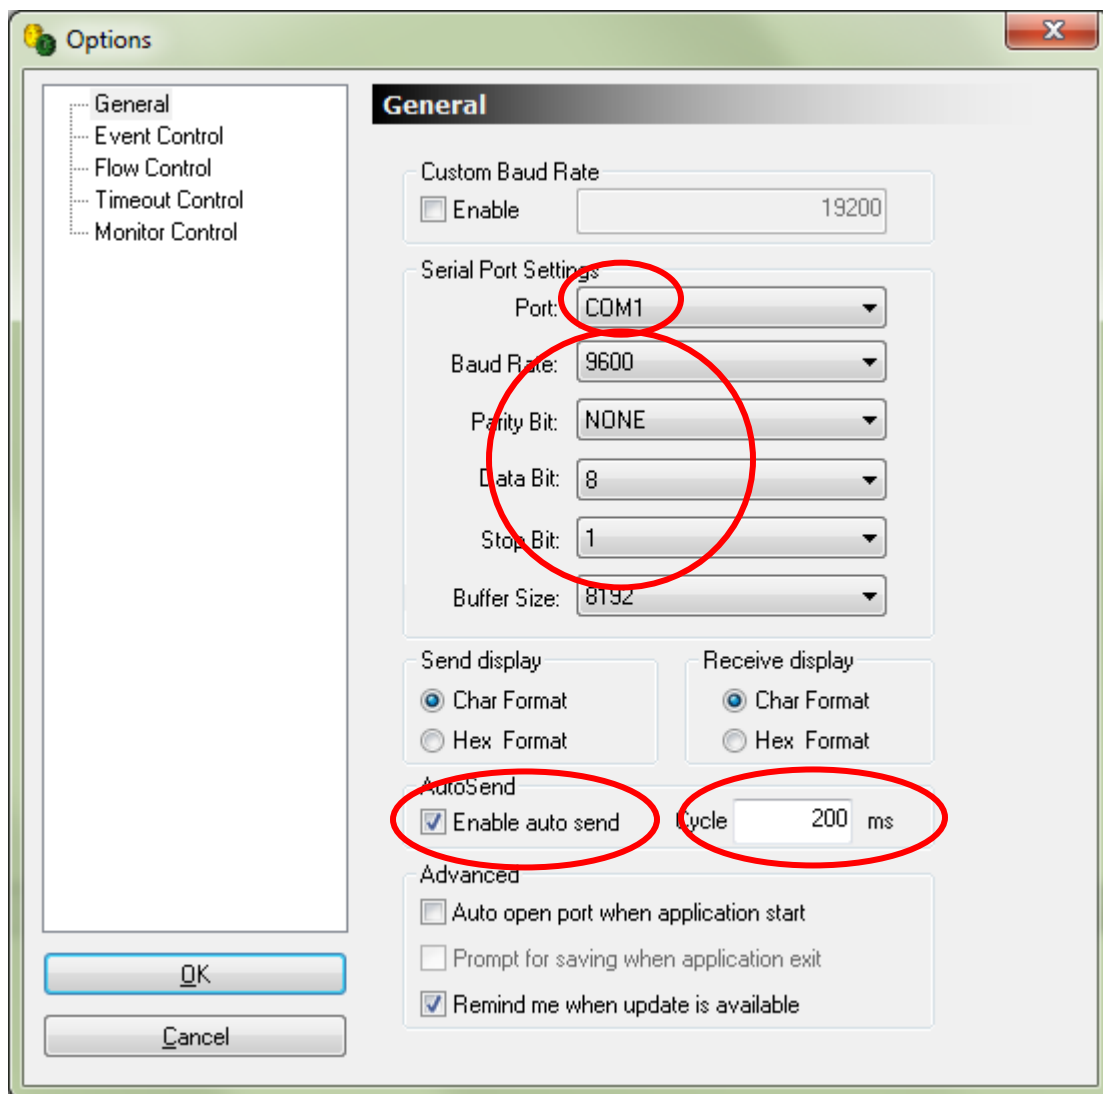 Options
General
Event Control
Flow Control
Timeout Control
Monitor Control
OK
Cancel
General
Custom Baud Rate
Enable 19200
Serial Port Settings
Port: COM1
Baud Rate: 9600
Parity Bit: NONE
Data Bit: 8
Stop Bit: 1
Buffer Size: 8192
Send display
Char Format
Hex Format
Receive display
Char Format
Hex Format
AutoSend
Enable auto send Cycle 200 ms
Advanced
Auto open port when application start
Prompt for saving when application exit
Remind me when update is available